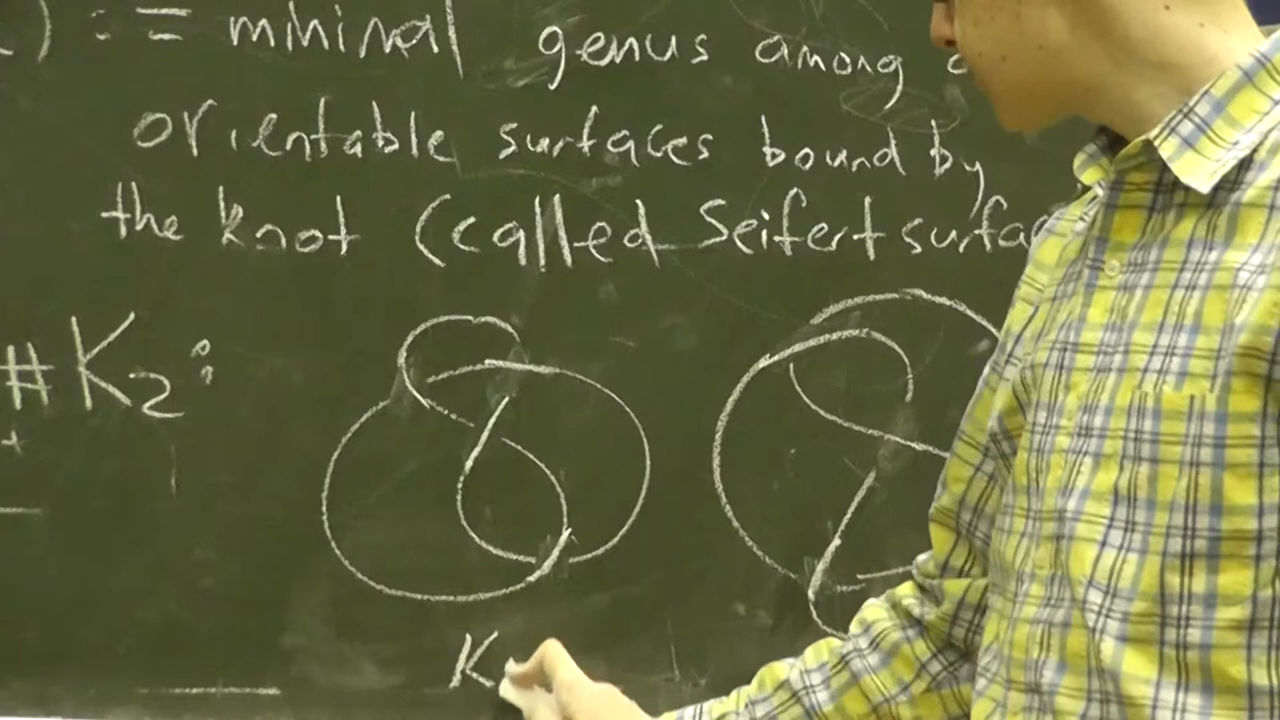 ) := minimal genus among
orientable surfaces bound by
the knot (called Seifert surfa
#K2:
K